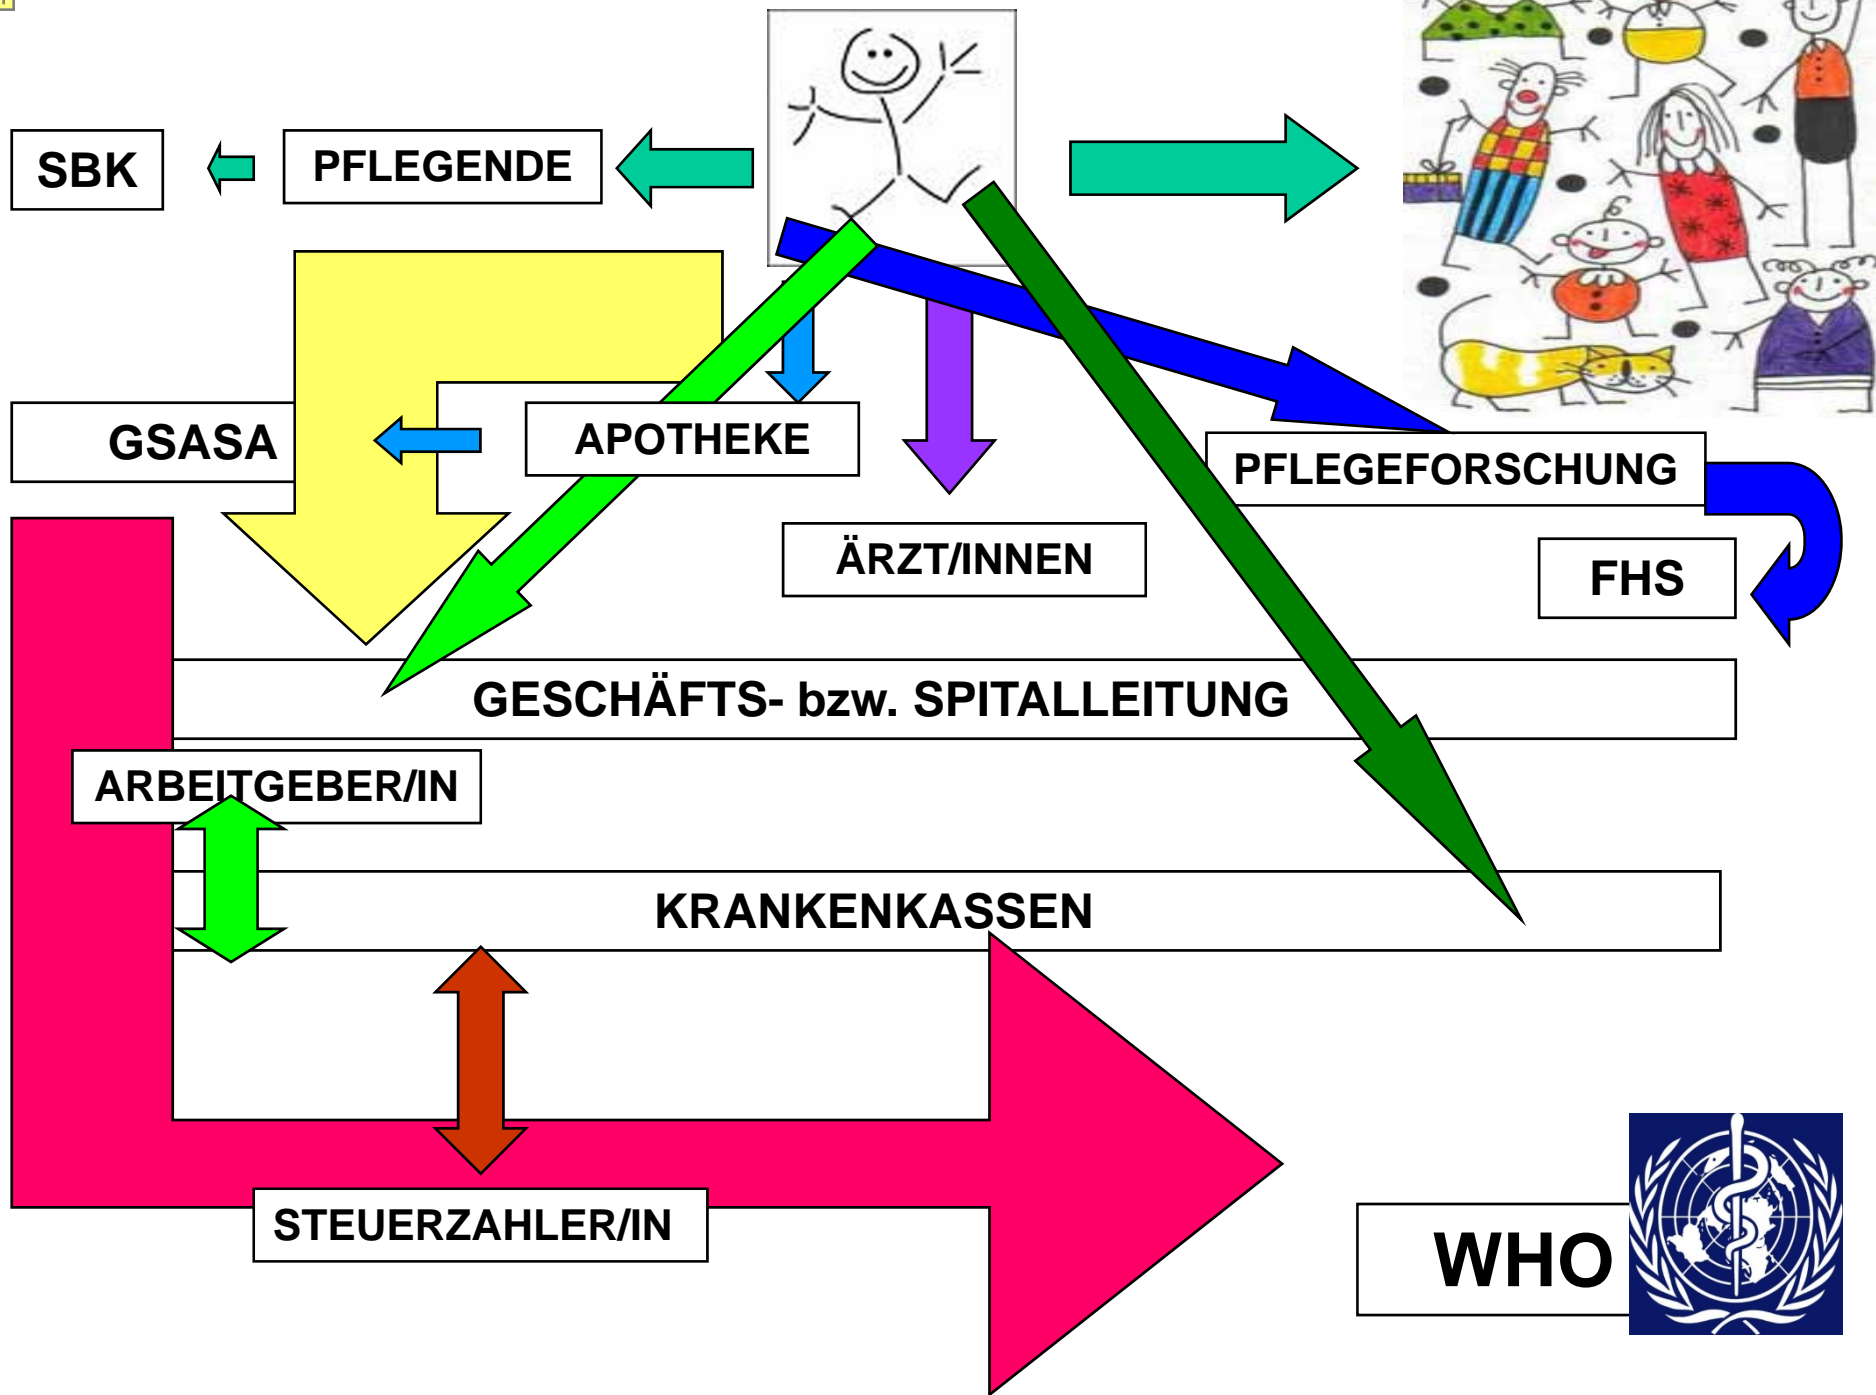 SBK
PFLEGENDE
GSASA
APOTHEKE
PFLEGEFORSCHUNG
ÄRZT/INNEN
FHS
GESCHÄFTS- bzw. SPITALLEITUNG
ARBEITGEBER/IN
KRANKENKASSEN
STEUERZAHLER/IN
WHO